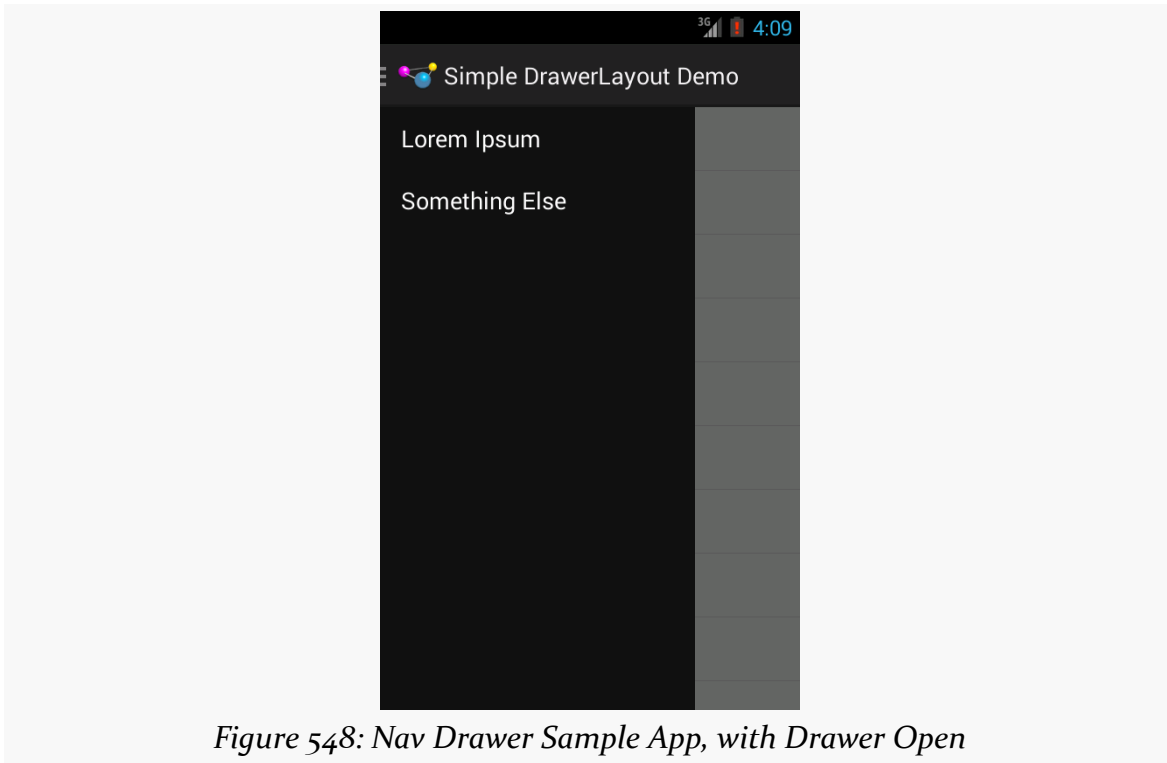 3G 4:09
Simple DrawerLayout Demo
Lorem Ipsum
Something Else
Figure 548: Nav Drawer Sample App, with Drawer Open